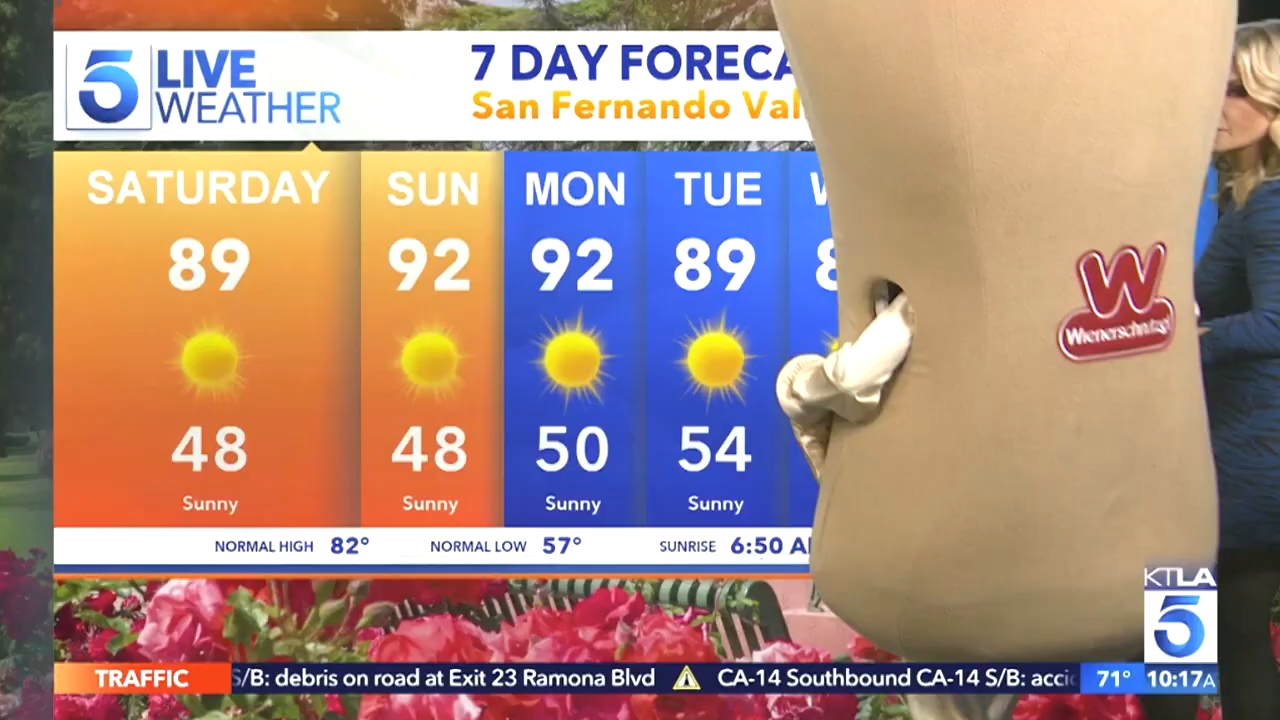 5 LIVE
WEATHER
7 DAY FORECA
San Fernando Val
SATURDAY SUN MON TUE
89 92 92 89 8
48 48 50 54
Sunny Sunny Sunny Sunny
NORMAL HIGH 82° NORMAL LOW 57° SUNRISE 6:50 A
W
Wienerschnitzel
KTLA
5
TRAFFIC S/B: debris on road at Exit 23 Ramona Blvd CA-14 Southbound CA-14 S/B: acci 71° 10:17A